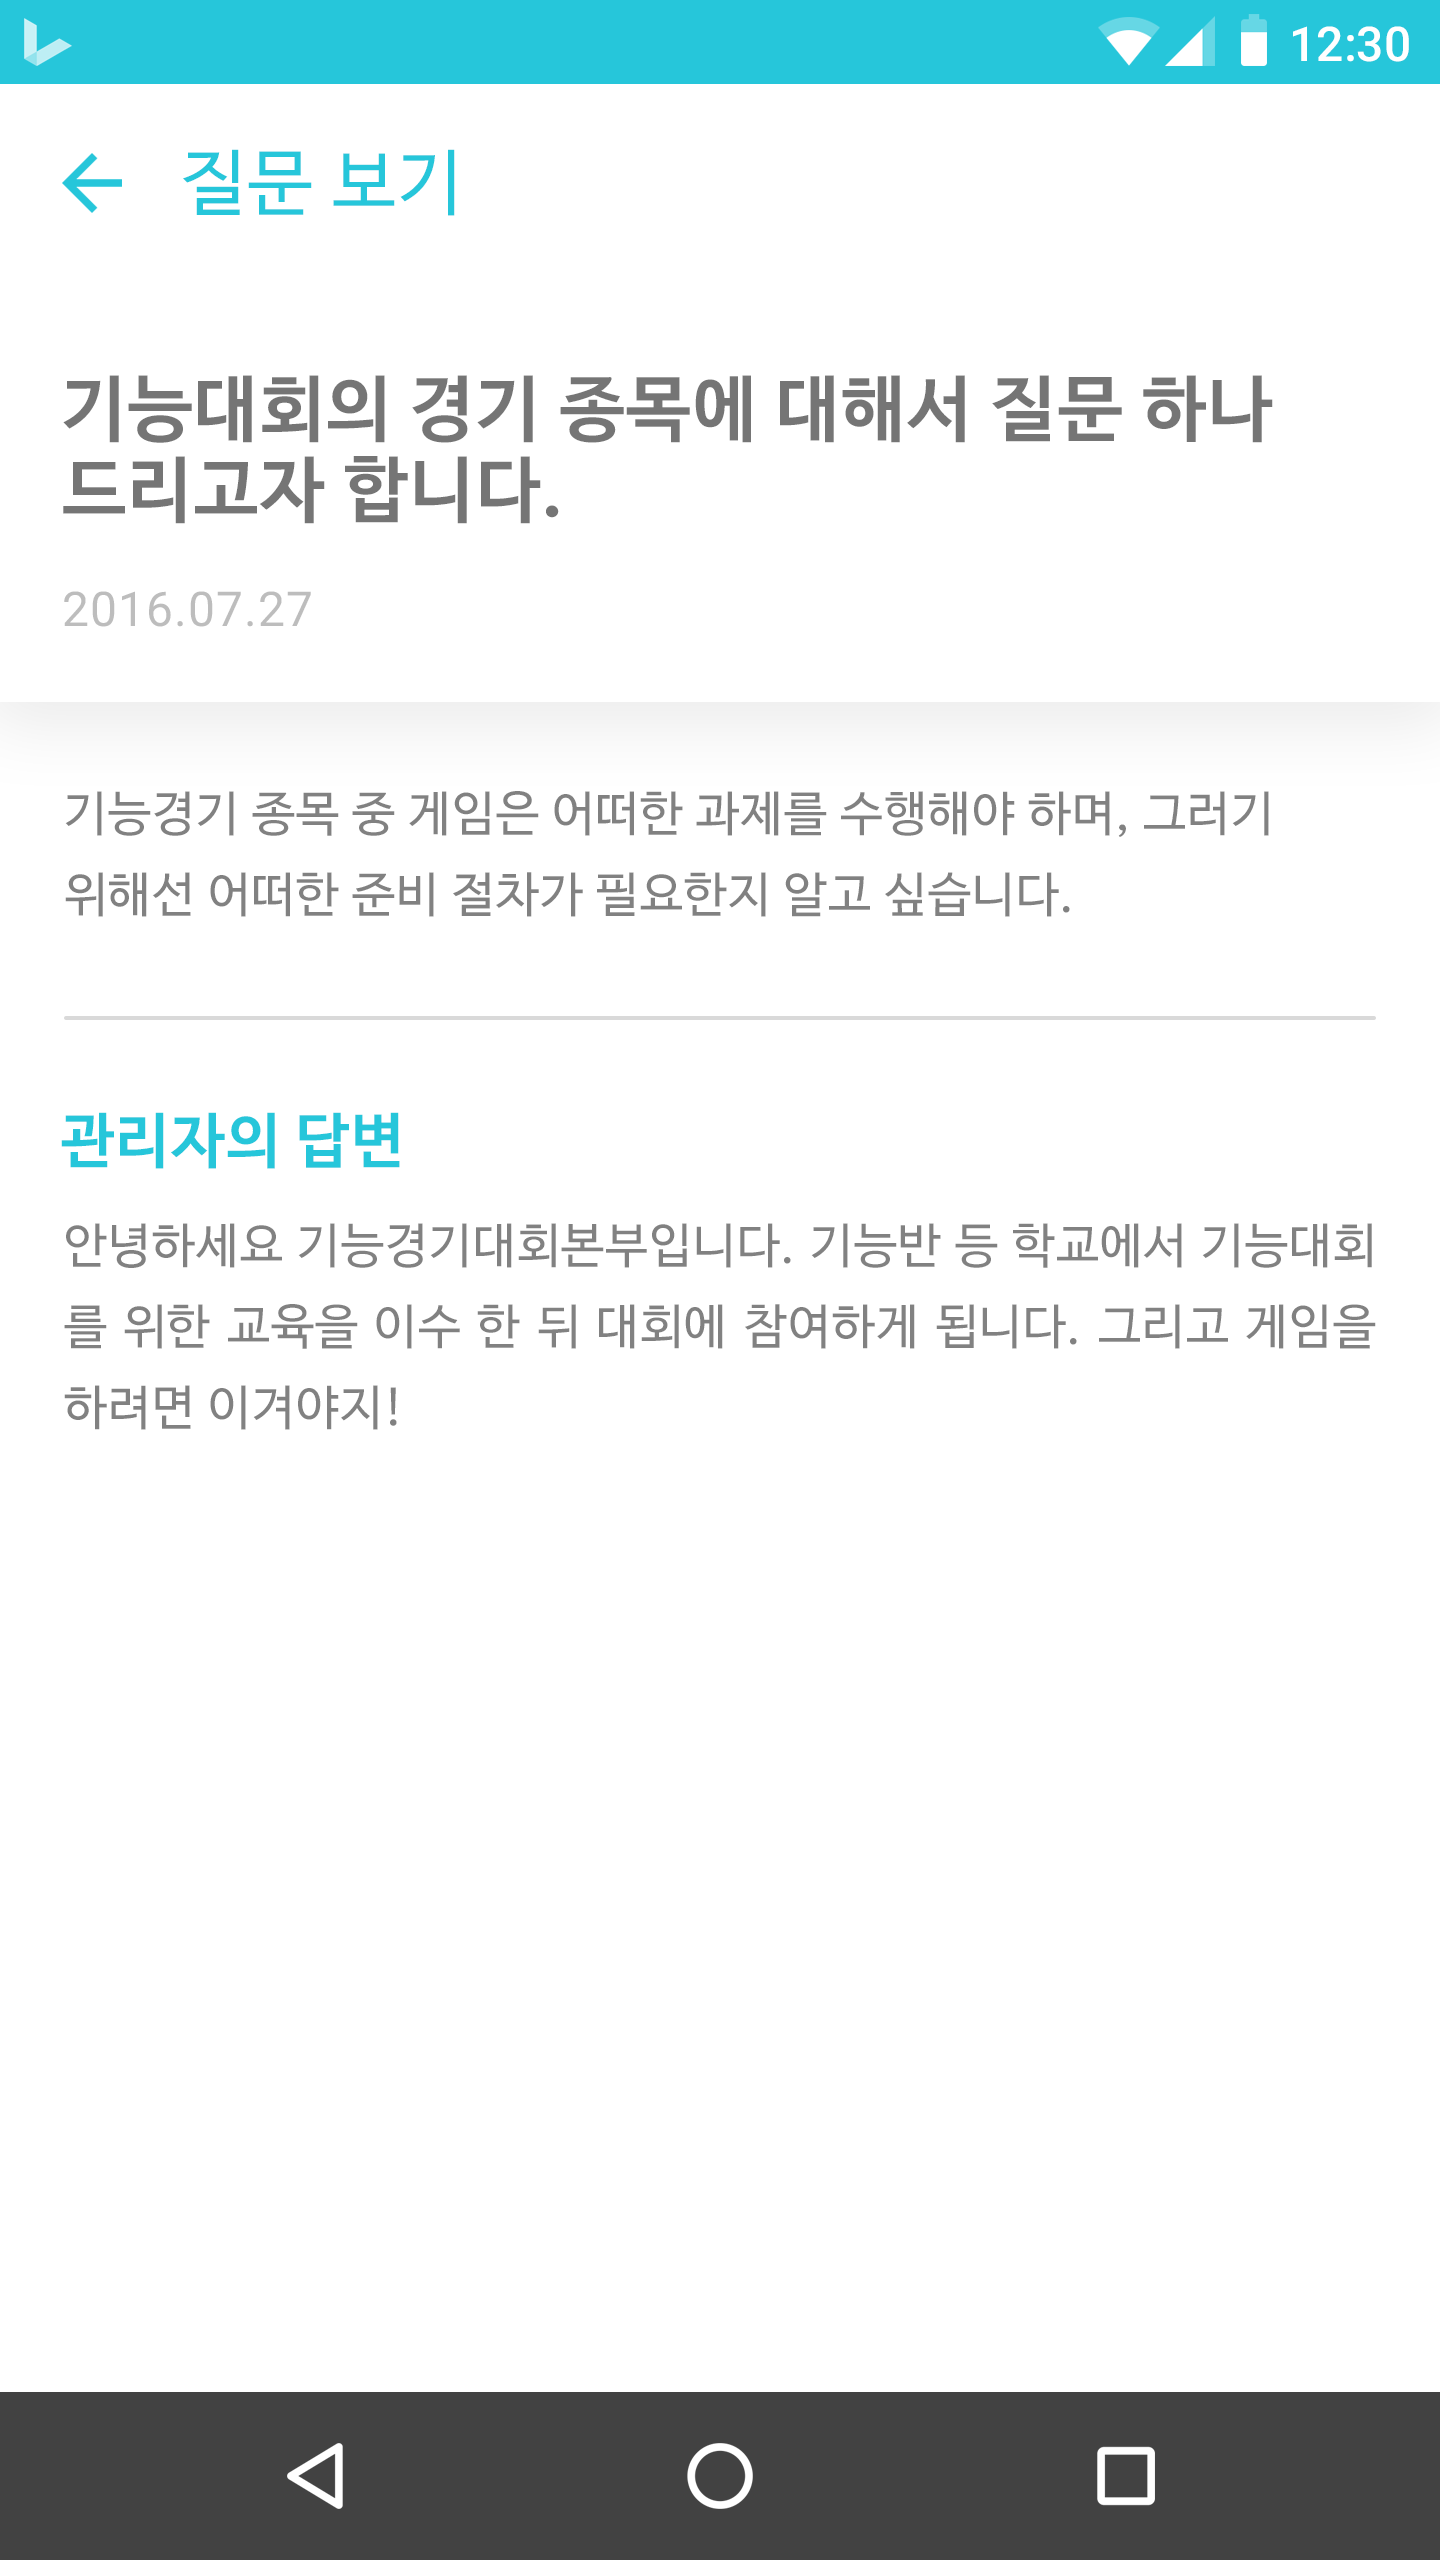 12:30
질문 보기
기능대회의 경기 종목에 대해서 질문 하나
드리고자 합니다.
2016.07.27
기능경기 종목 중 게임은 어떠한 과제를 수행해야 하며, 그러기
위해선 어떠한 준비 절차가 필요한지 알고 싶습니다.
관리자의 답변
안녕하세요 기능경기대회본부입니다. 기능반 등 학교에서 기능대회
를 위한 교육을 이수 한 뒤 대회에 참여하게 됩니다. 그리고 게임을
하려면 이겨야지!